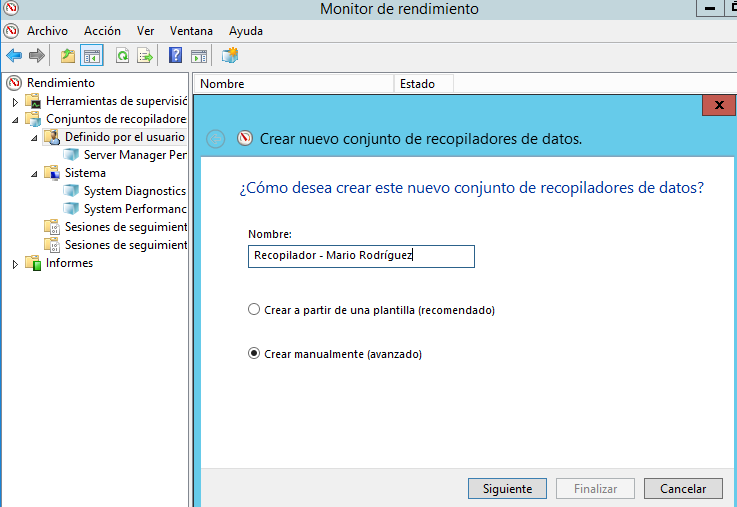 Monitor de rendimiento
Archivo Acción Ver Ventana Ayuda
Rendimiento
Herramientas de supervisió
Conjuntos de recopiladore
Definido por el usuario
Server Manager Per
Sistema
System Diagnostics
System Performanc
Sesiones de seguimient
Sesiones de seguimient
Informes
Nombre Estado
Crear nuevo conjunto de recopiladores de datos.
¿Cómo desea crear este nuevo conjunto de recopiladores de datos?
Nombre:
Recopilador - Mario Rodríguez
Crear a partir de una plantilla (recomendado)
Crear manualmente (avanzado)
Siguiente Finalizar Cancelar